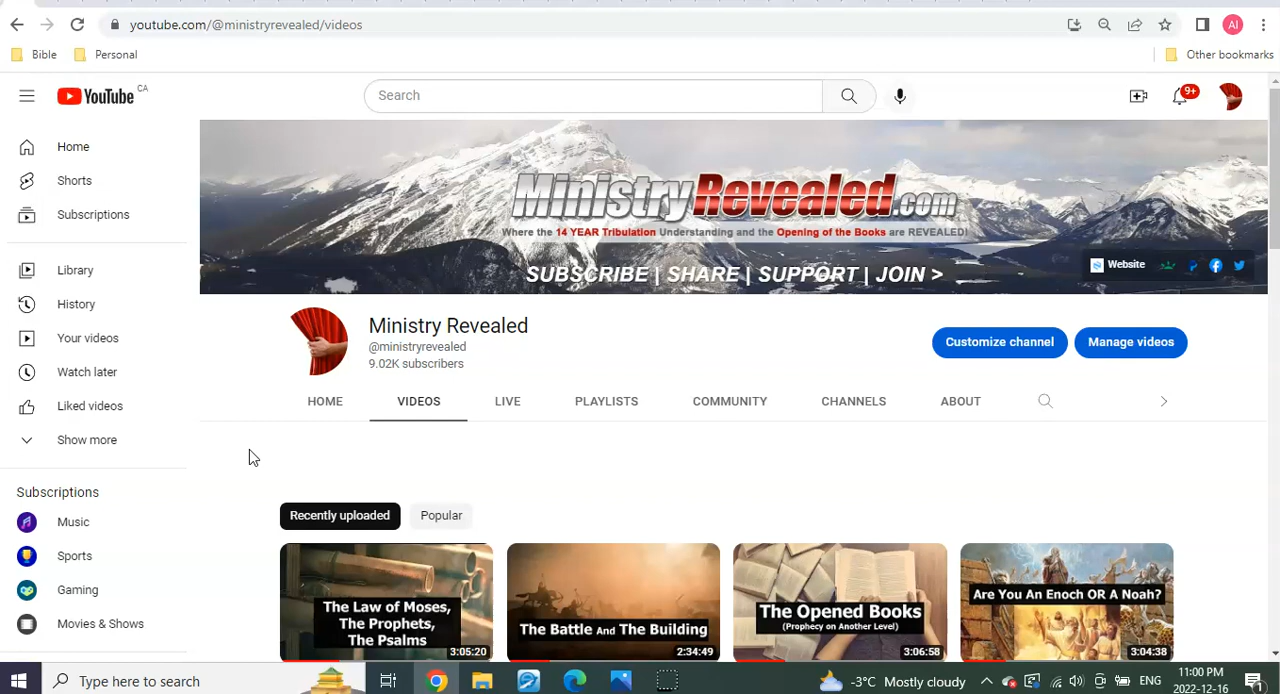 youtube.com/@ministryrevealed/videos
AI
Bible
Personal
Other bookmarks
YouTube CA
Search
9+
Home
Shorts
Subscriptions
Library
History
Your videos
Watch later
Liked videos
Show more
Subscriptions
Music
Sports
Gaming
Movies & Shows
MinistryRevealed.com
Where the 14 YEAR Tribulation Understanding and the Opening of the Books are REVEALED!
SUBSCRIBE | SHARE | SUPPORT | JOIN >
Website
Ministry Revealed
@ministryrevealed
9.02K subscribers
Customize channel
Manage videos
HOME
VIDEOS
LIVE
PLAYLISTS
COMMUNITY
CHANNELS
ABOUT
Recently uploaded
Popular
The Law of Moses,
The Prophets,
The Psalms
3:05:20
The Battle And The Building
2:34:49
The Opened Books
(Prophecy on Another Level)
3:06:58
Are You An Enoch OR A Noah?
3:04:38
Type here to search
-3°C Mostly cloudy
ENG
11:00 PM
2022-12-16
1